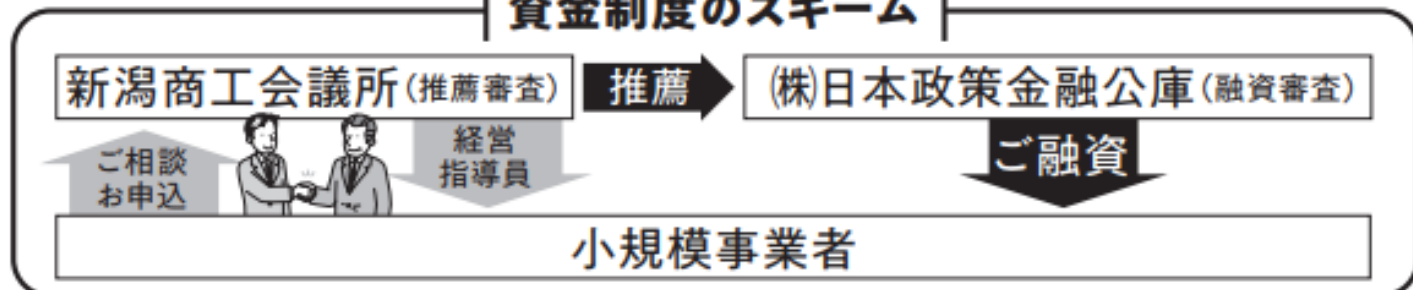 資金制度のスキーム
新潟商工会議所(推薦審査)
推薦
㈱日本政策金融公庫(融資審査)
ご相談
お申込
経営
指導員
ご融資
小規模事業者